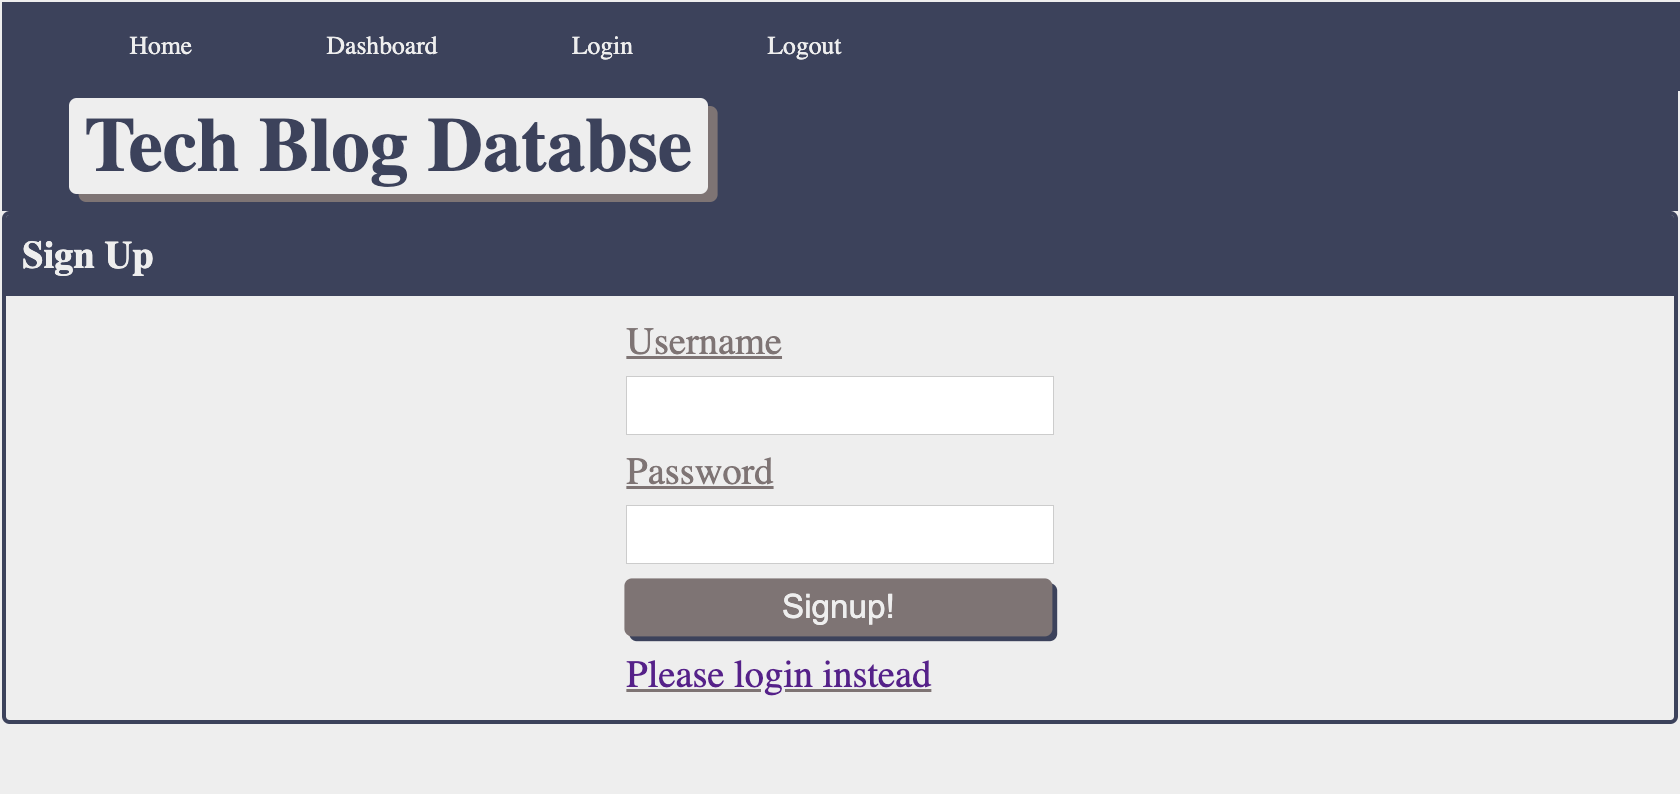 Home Dashboard Login Logout
Tech Blog Databse
Sign Up
Username
Password
Signup!
Please login instead